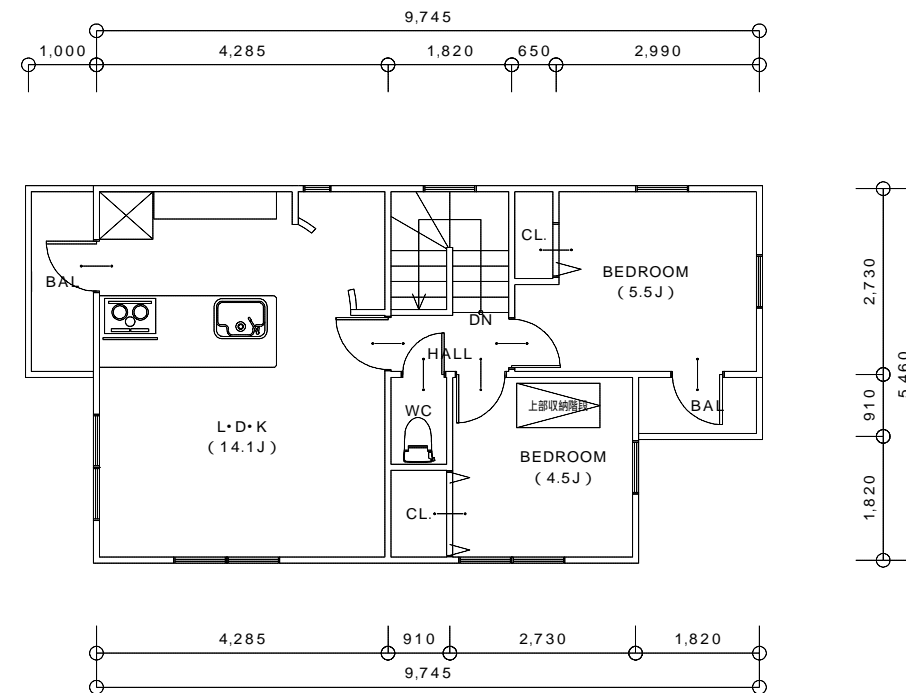 9,745
1,000
4,285
1,820
650
2,990
CL.
BEDROOM
(5.5J)
2,730
BAL
DN
HALL
5,460
910
WC
上部収納階段
BAL
L・D・K
(14.1J)
BEDROOM
(4.5J)
CL.
1,820
4,285
910
2,730
1,820
9,745